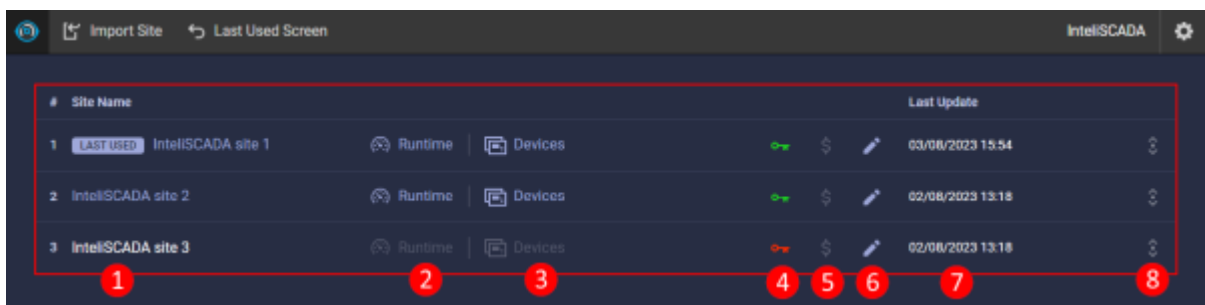 Import Site Last Used Screen InteliSCADA
# Site Name Last Update
1 LAST USED InteliSCADA site 1 Runtime Devices $ 03/08/2023 15:54
2 InteliSCADA site 2 Runtime Devices $ 02/08/2023 13:18
3 InteliSCADA site 3 Runtime Devices $ 02/08/2023 13:18
1 2 3 4 5 6 7 8